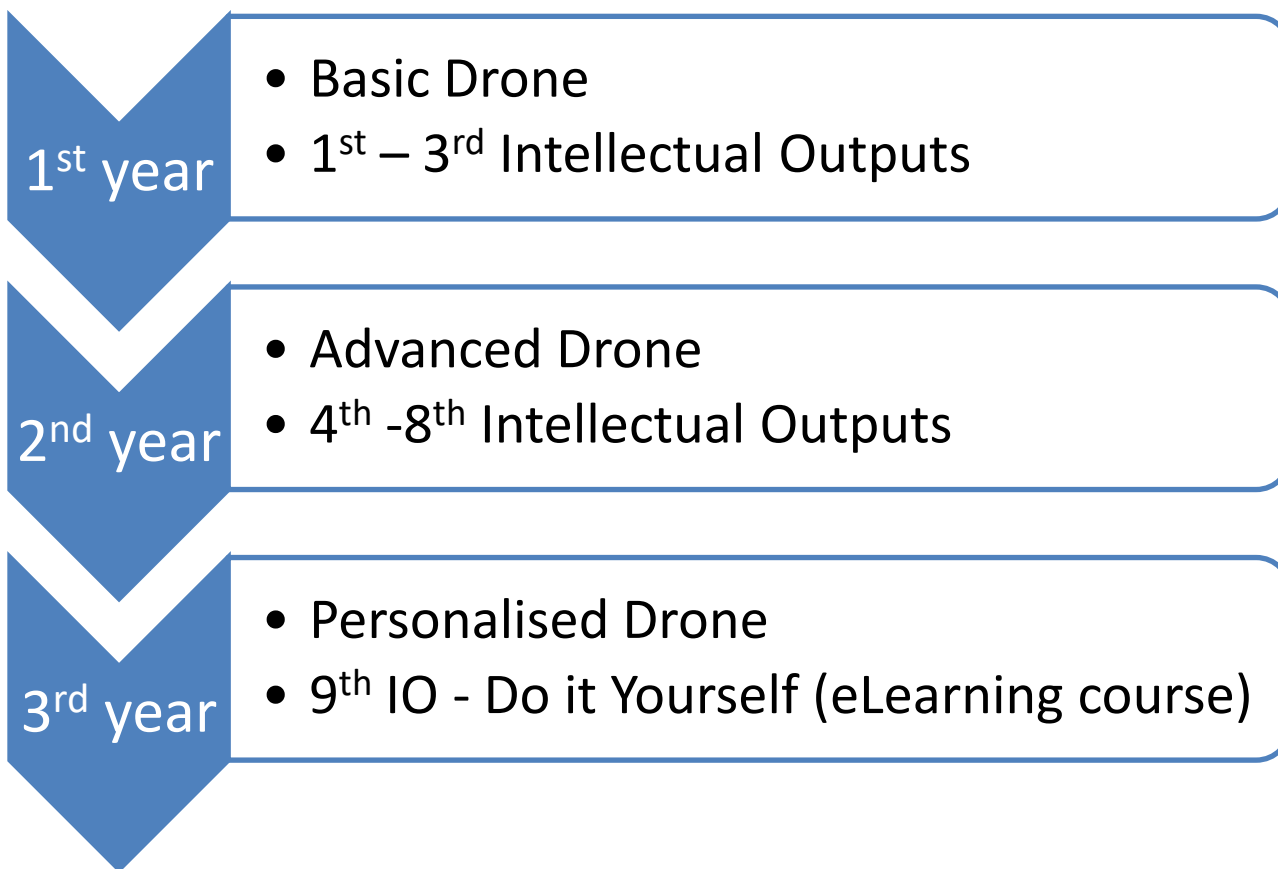 1st year
• Basic Drone
• 1st – 3rd Intellectual Outputs
2nd year
• Advanced Drone
• 4th -8th Intellectual Outputs
3rd year
• Personalised Drone
• 9th IO - Do it Yourself (eLearning course)